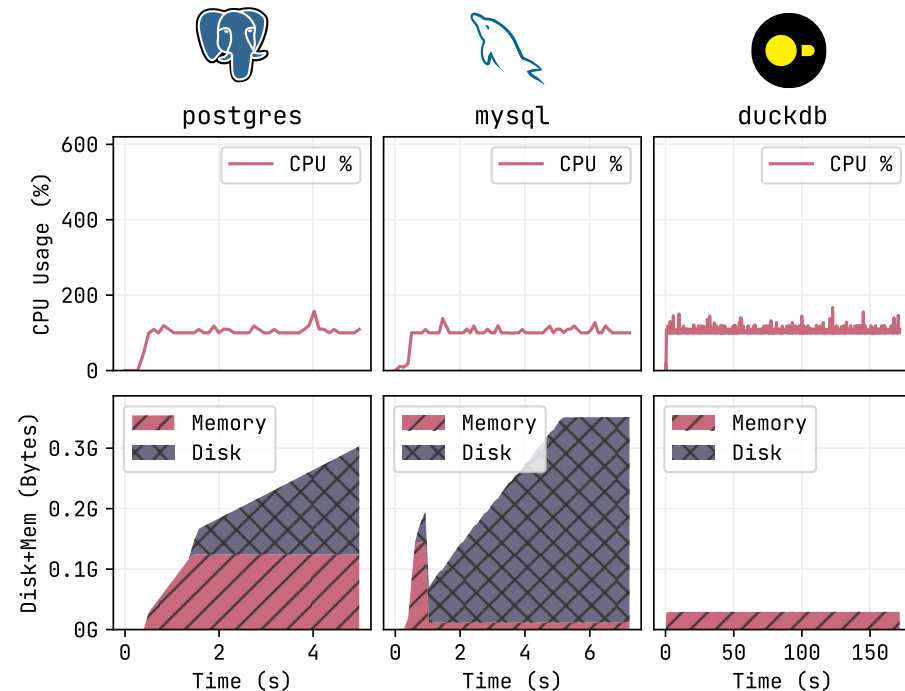 postgres mysql duckdb
CPU Usage (%)
600
400
200
0
CPU %
CPU %
CPU %
Disk+Mem (Bytes)
0.3G
0.2G
0.1G
0G
Memory
Disk
Memory
Disk
Memory
Disk
0 2 4
0 2 4 6
0 50 100 150
Time (s) Time (s) Time (s)